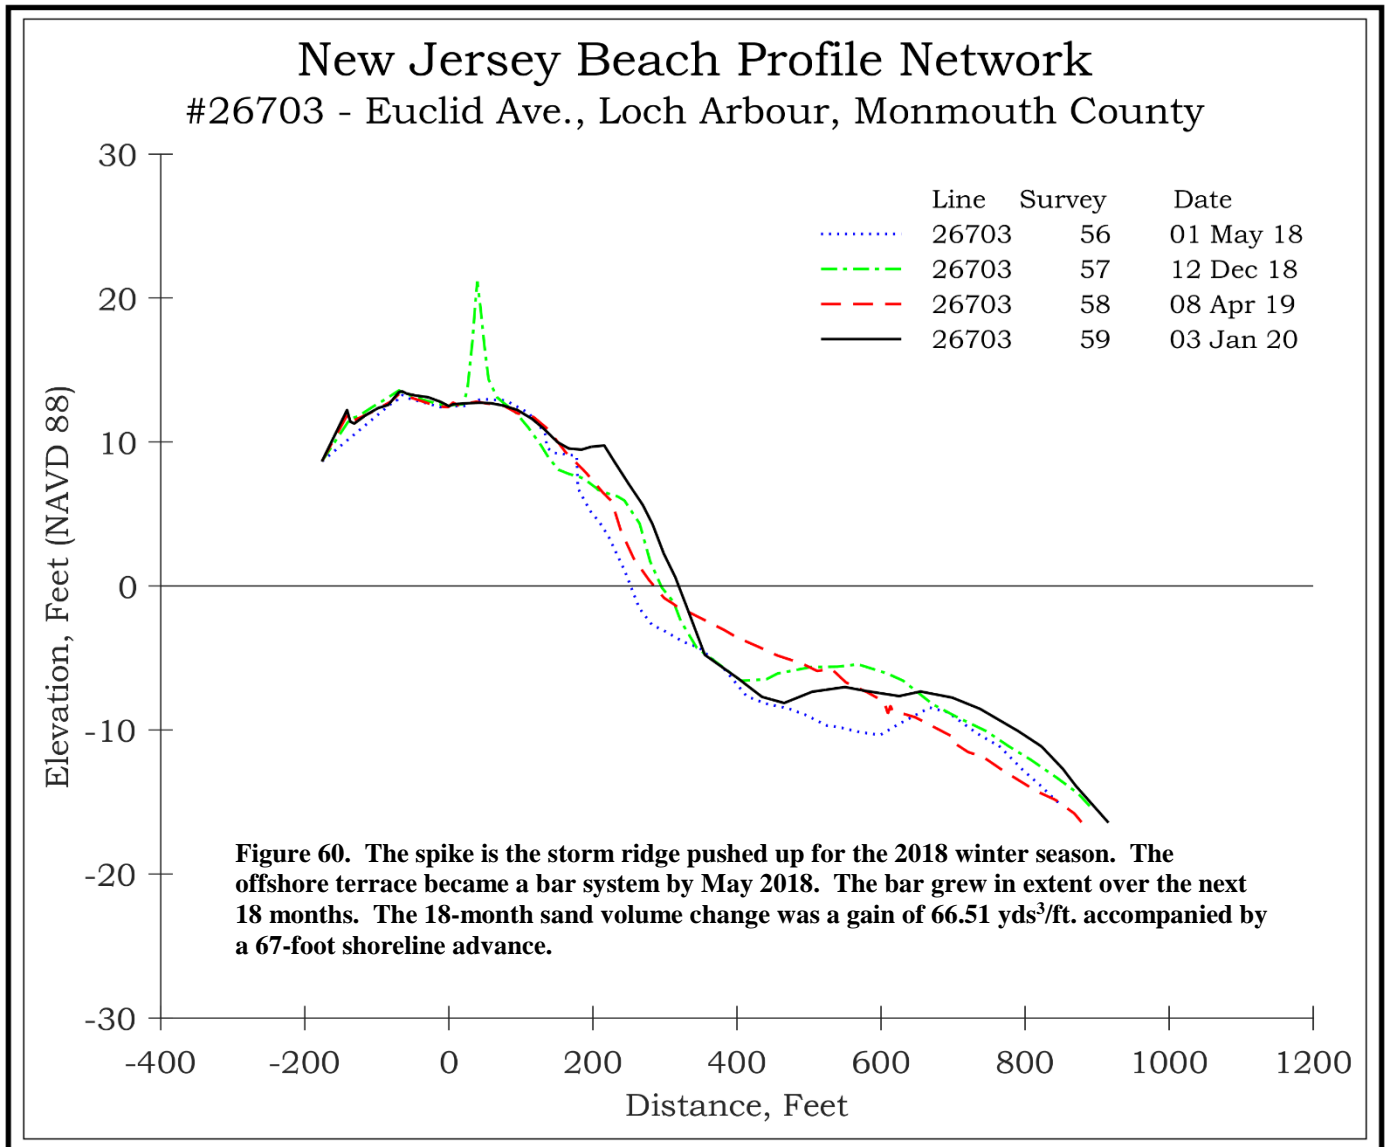 New Jersey Beach Profile Network
#26703 - Euclid Ave., Loch Arbour, Monmouth County
30
20
10
0
-10
-20
-30
Elevation, Feet (NAVD 88)
Line Survey Date
26703 56 01 May 18
26703 57 12 Dec 18
26703 58 08 Apr 19
26703 59 03 Jan 20
Figure 60. The spike is the storm ridge pushed up for the 2018 winter season. The
offshore terrace became a bar system by May 2018. The bar grew in extent over the next
18 months. The 18-month sand volume change was a gain of 66.51 yds³/ft. accompanied by
a 67-foot shoreline advance.
-400 -200 0 200 400 600 800 1000 1200
Distance, Feet